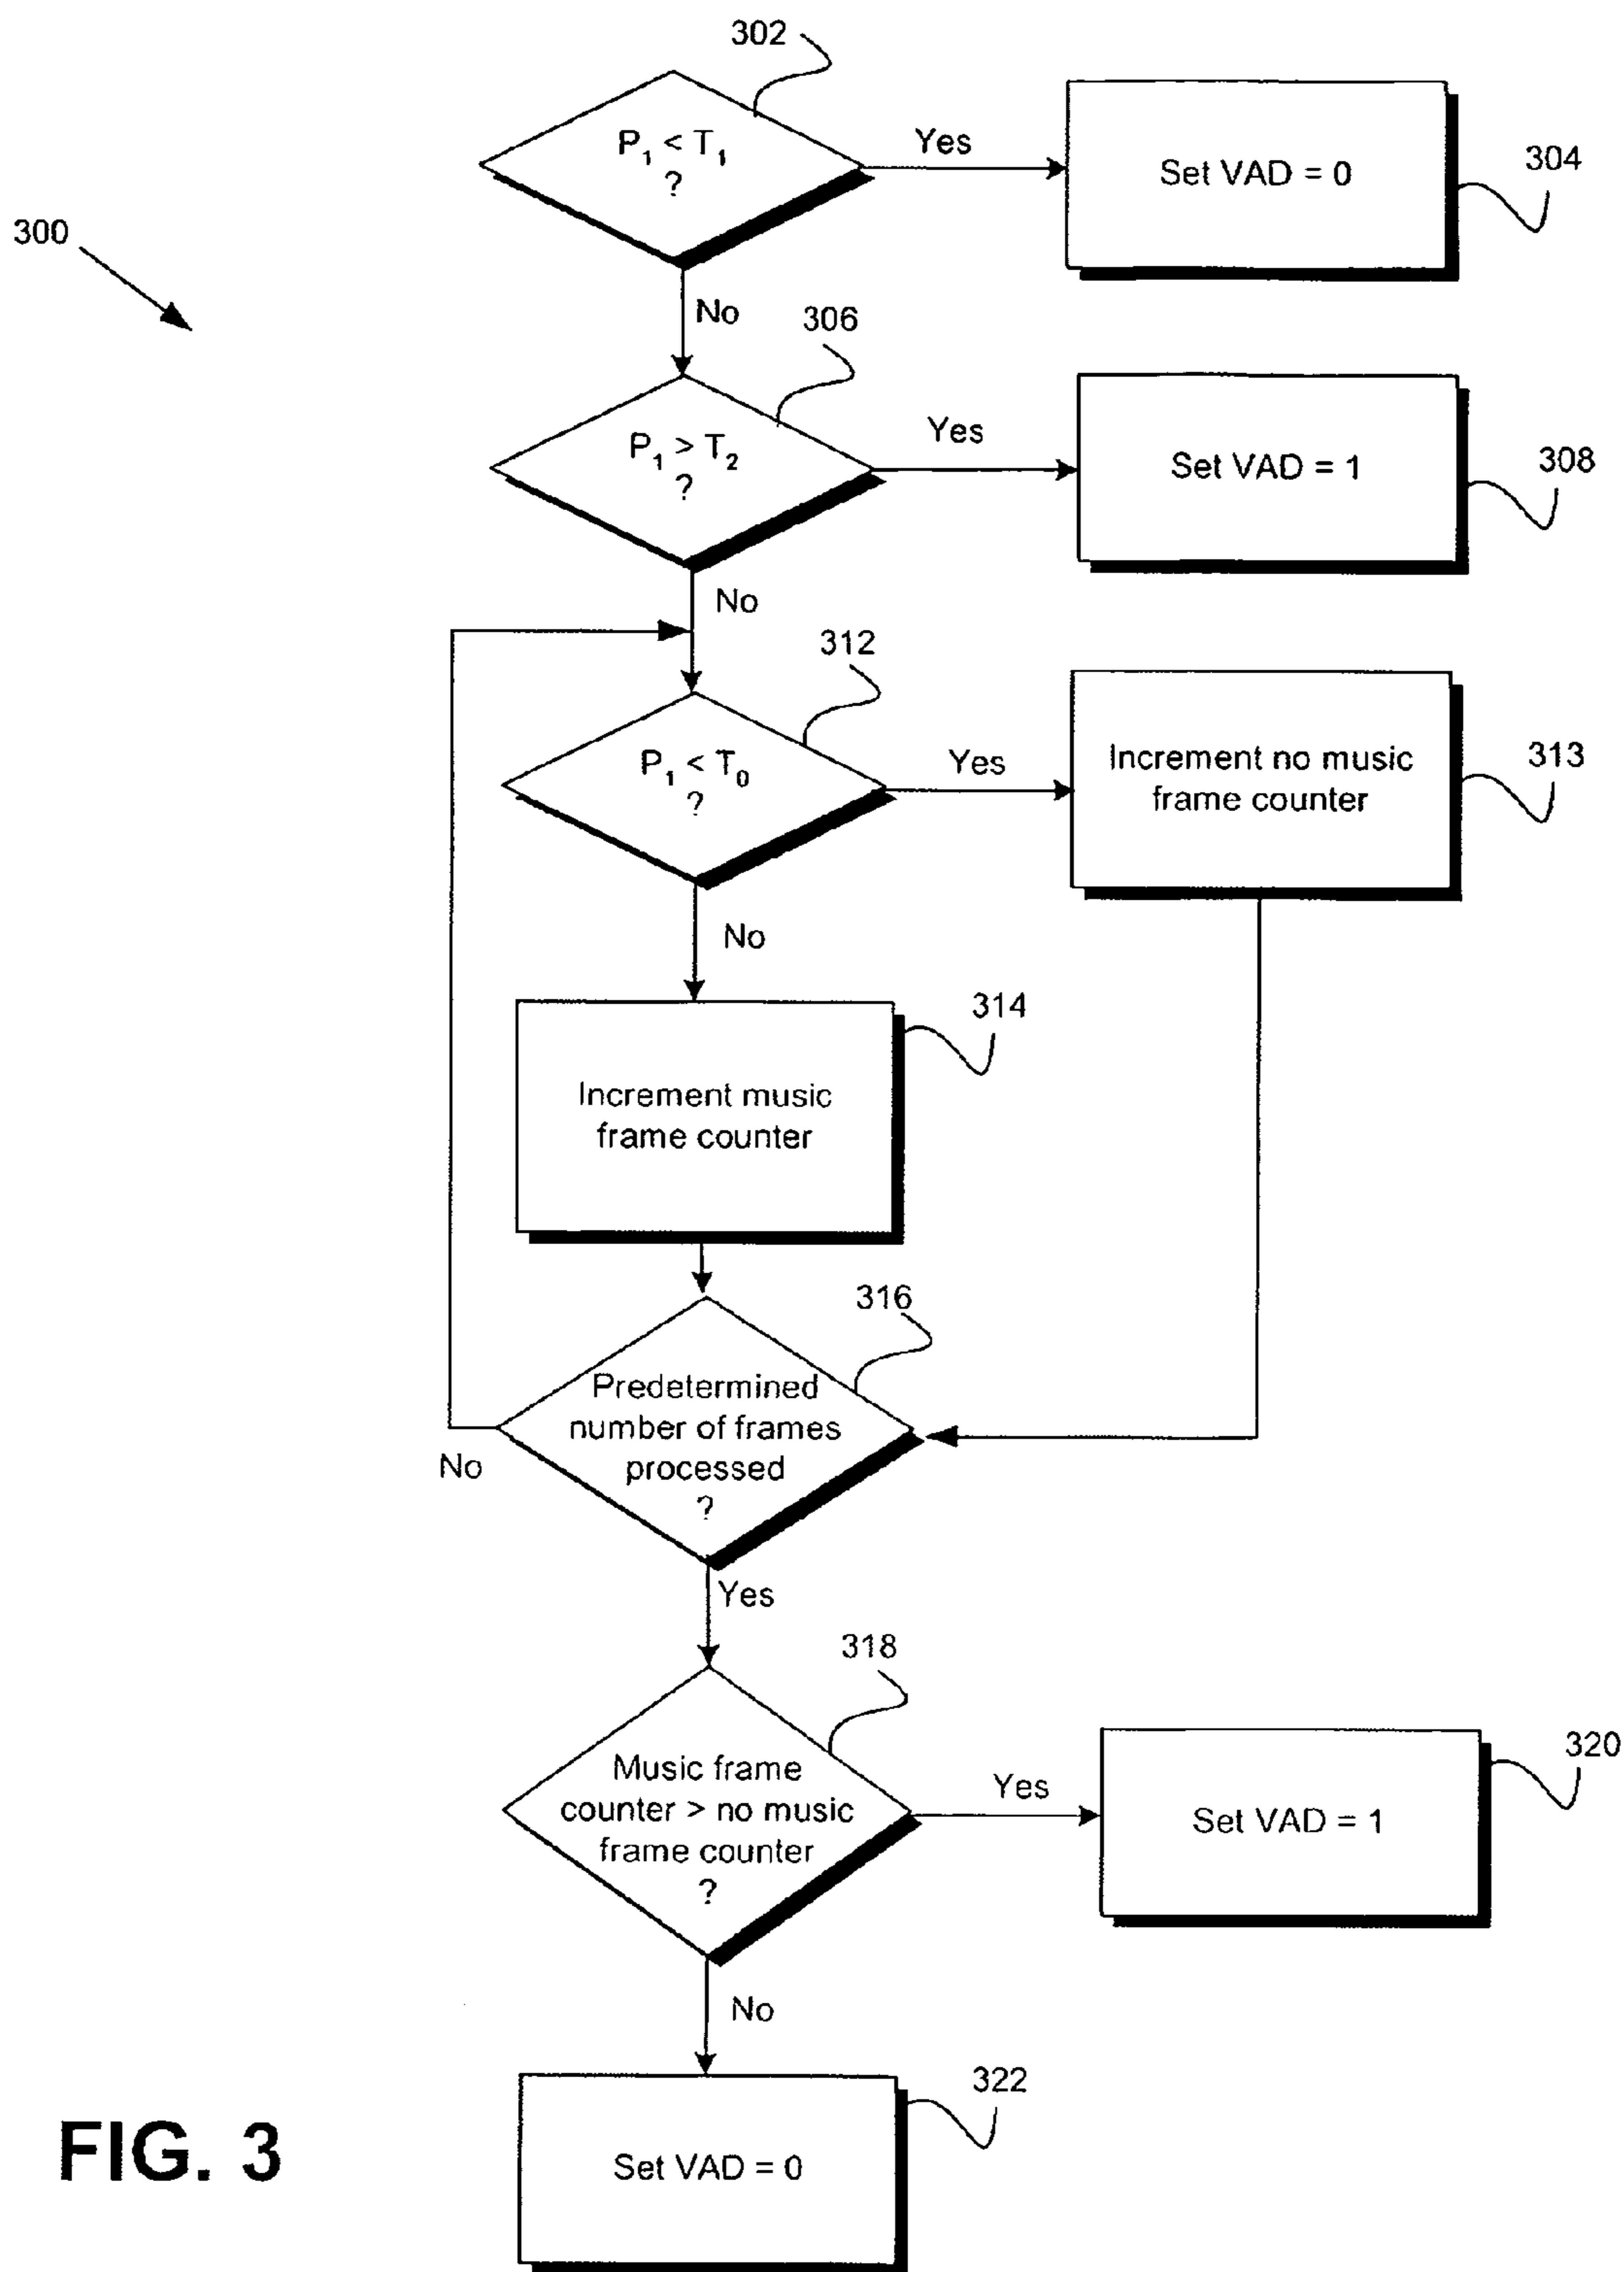 302
P₁ < T₁
?
Yes
Set VAD = 0
304
300
No
306
P₁ > T₂
?
Yes
Set VAD = 1
308
No
312
P₁ < T₀
?
Yes
Increment no music
frame counter
313
No
314
Increment music
frame counter
316
Predetermined
number of frames
processed
?
No
Yes
318
Music frame
counter > no music
frame counter
?
Yes
Set VAD = 1
320
No
322
Set VAD = 0
FIG. 3